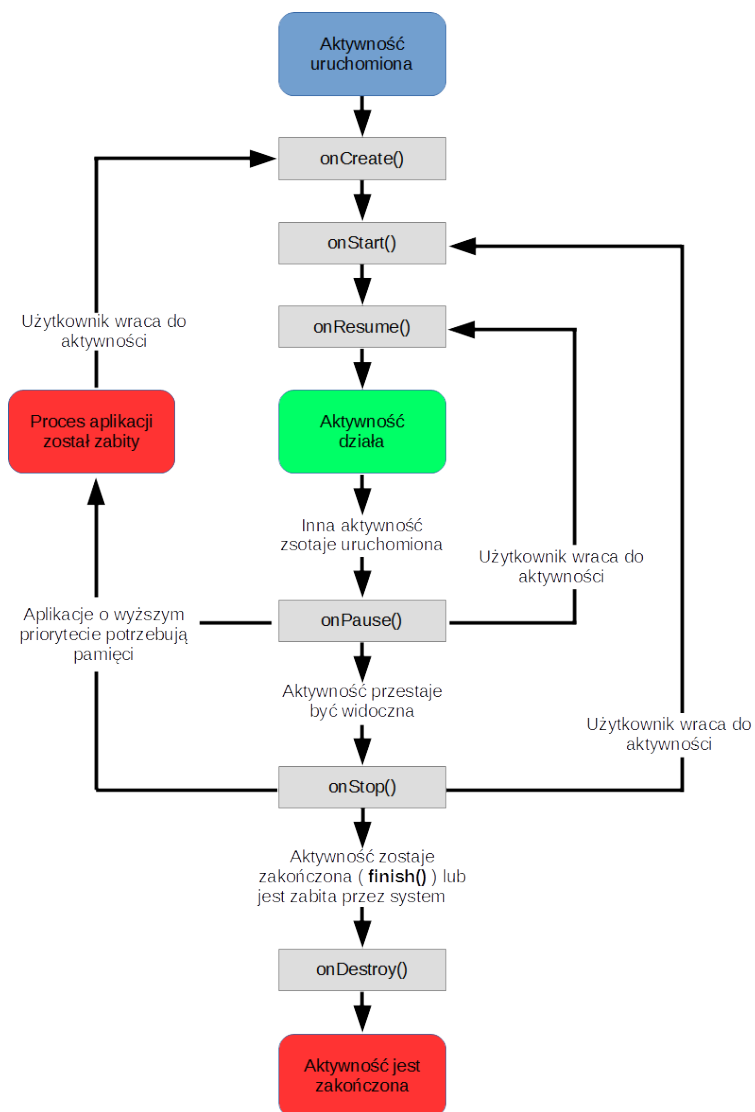 Aktywność
uruchomiona
onCreate()
onStart()
onResume()
Użytkownik wraca do
aktywności
Proces aplikacji
został zabity
Aktywność
działa
Inna aktywność
zsotaje uruchomiona
Użytkownik wraca do
aktywności
Aplikacje o wyższym
priorytecie potrzebują
pamięci
onPause()
Aktywność przestaje
być widoczna
Użytkownik wraca do
aktywności
onStop()
Aktywność zostaje
zakończona ( finish() ) lub
jest zabita przez system
onDestroy()
Aktywność jest
zakończona